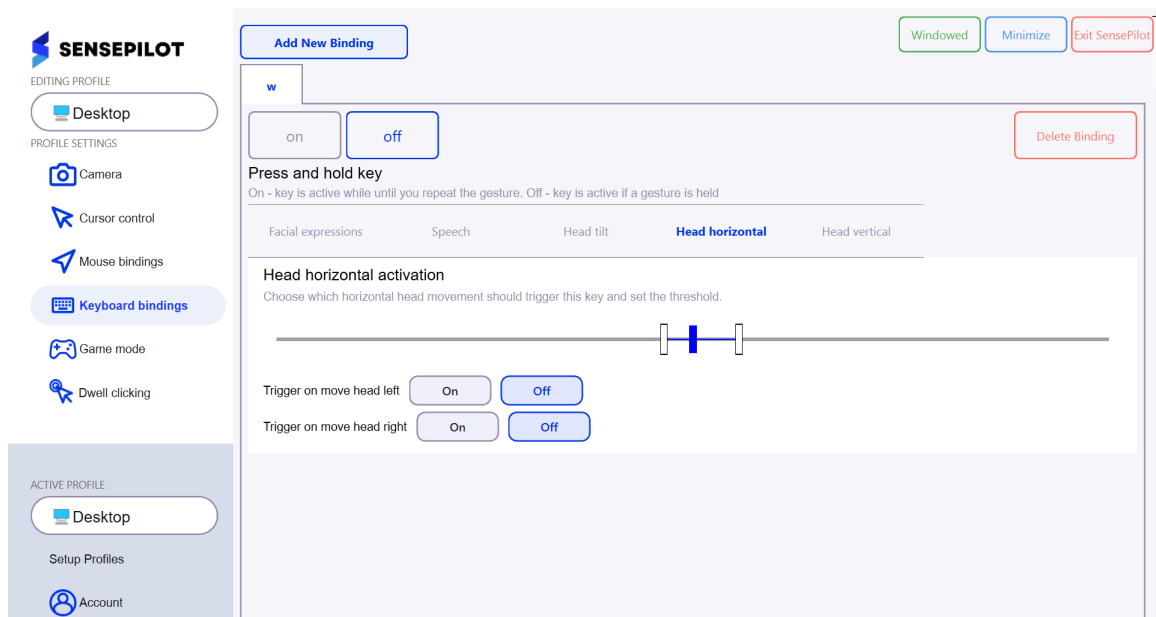 SENSEPILOT
EDITING PROFILE
Desktop
PROFILE SETTINGS
Camera
Cursor control
Mouse bindings
Keyboard bindings
Game mode
Dwell clicking
ACTIVE PROFILE
Desktop
Setup Profiles
Account
Add New Binding
Windowed
Minimize
Exit SensePilot
w
on
off
Delete Binding
Press and hold key
On - key is active while until you repeat the gesture. Off - key is active if a gesture is held
Facial expressions
Speech
Head tilt
Head horizontal
Head vertical
Head horizontal activation
Choose which horizontal head movement should trigger this key and set the threshold.
Trigger on move head left On Off
Trigger on move head right On Off